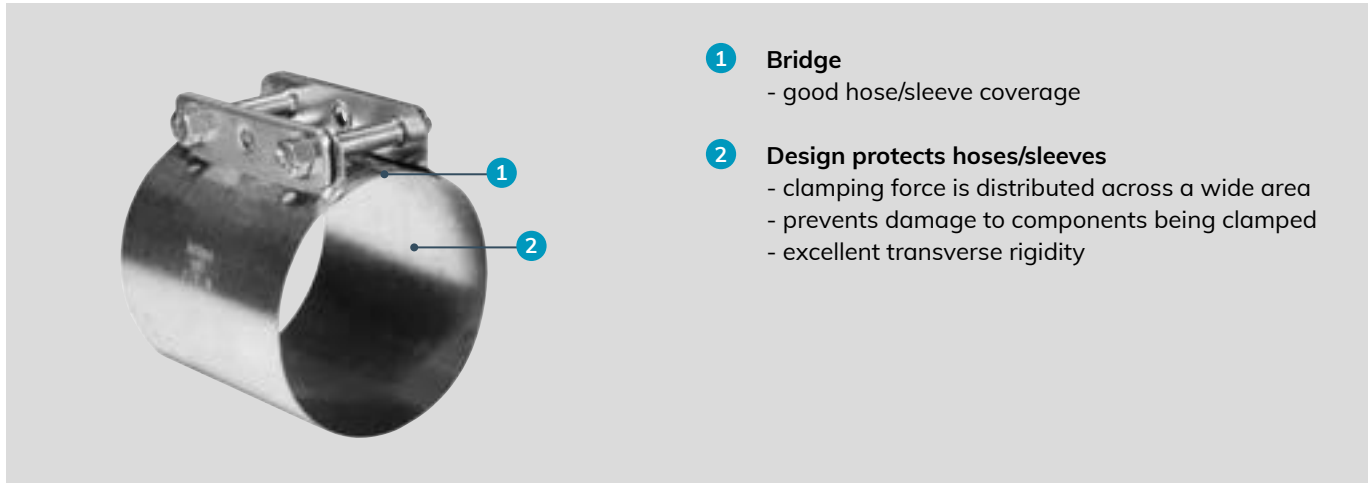 1 Bridge
- good hose/sleeve coverage
2 Design protects hoses/sleeves
- clamping force is distributed across a wide area
- prevents damage to components being clamped
- excellent transverse rigidity
1
2